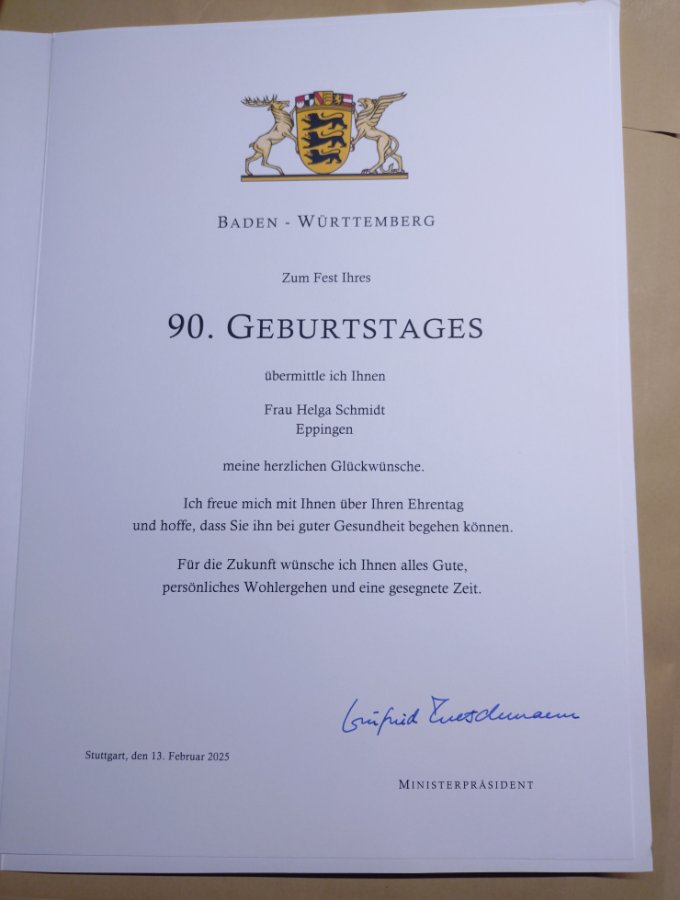 BADEN - WÜRTTEMBERG
Zum Fest Ihres
90. GEBURTSTAGES
übermittle ich Ihnen
Frau Helga Schmidt
Eppingen
meine herzlichen Glückwünsche.
Ich freue mich mit Ihnen über Ihren Ehrentag
und hoffe, dass Sie ihn bei guter Gesundheit begehen können.
Für die Zukunft wünsche ich Ihnen alles Gute,
persönliches Wohlergehen und eine gesegnete Zeit.
Winfried Kretschmann
Stuttgart, den 13. Februar 2025
MINISTERPRÄSIDENT